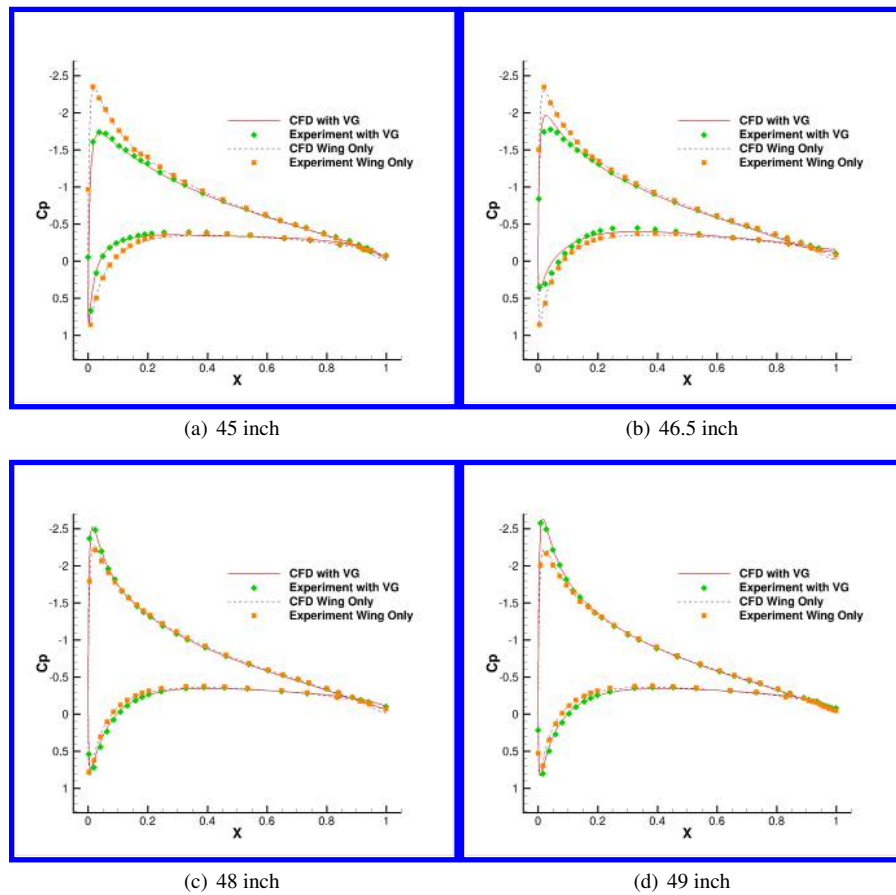 -2.5
-2
-1.5
-1
-0.5
0
0.5
1
Cp
CFD with VG
Experiment with VG
CFD Wing Only
Experiment Wing Only
0 0.2 0.4 0.6 0.8 1
X
(a) 45 inch
-2.5
-2
-1.5
-1
-0.5
0
0.5
1
Cp
CFD with VG
Experiment with VG
CFD Wing Only
Experiment Wing Only
0 0.2 0.4 0.6 0.8 1
X
(b) 46.5 inch
-2.5
-2
-1.5
-1
-0.5
0
0.5
1
Cp
CFD with VG
Experiment with VG
CFD Wing Only
Experiment Wing Only
0 0.2 0.4 0.6 0.8 1
X
(c) 48 inch
-2.5
-2
-1.5
-1
-0.5
0
0.5
1
Cp
CFD with VG
Experiment with VG
CFD Wing Only
Experiment Wing Only
0 0.2 0.4 0.6 0.8 1
X
(d) 49 inch